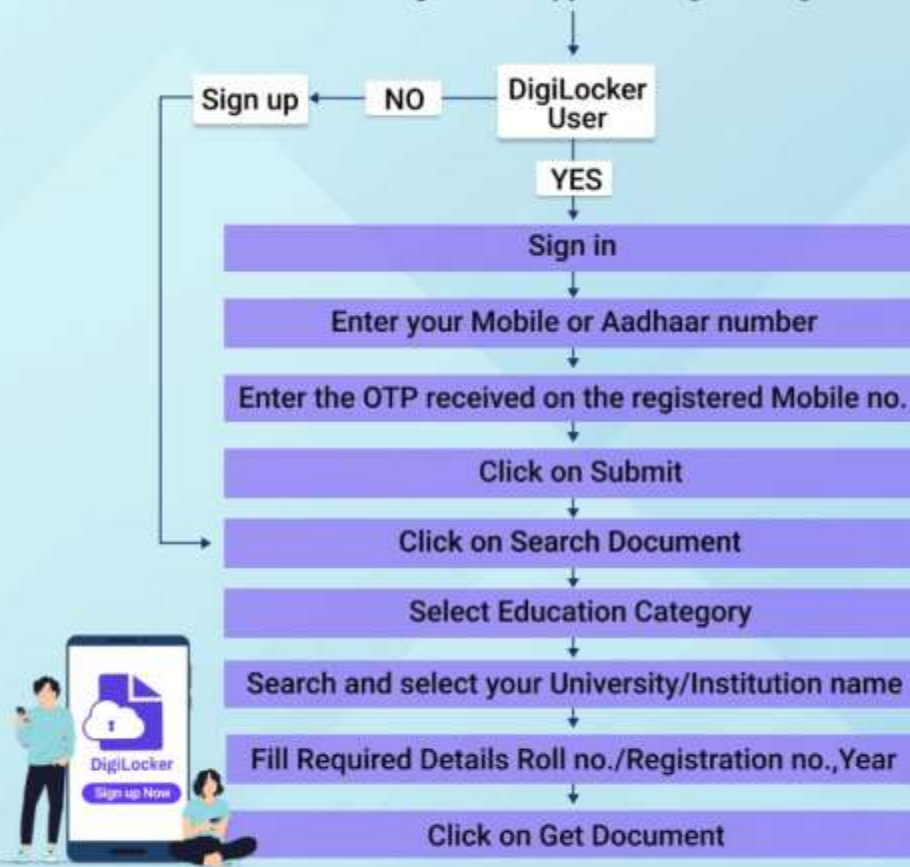 DigiLocker
User
NO
Sign up
YES
Sign in
Enter your Mobile or Aadhaar number
Enter the OTP received on the registered Mobile no.
Click on Submit
Click on Search Document
Select Education Category
Search and select your University/Institution name
Fill Required Details Roll no./Registration no.,Year
Click on Get Document
DigiLocker
Sign up Now